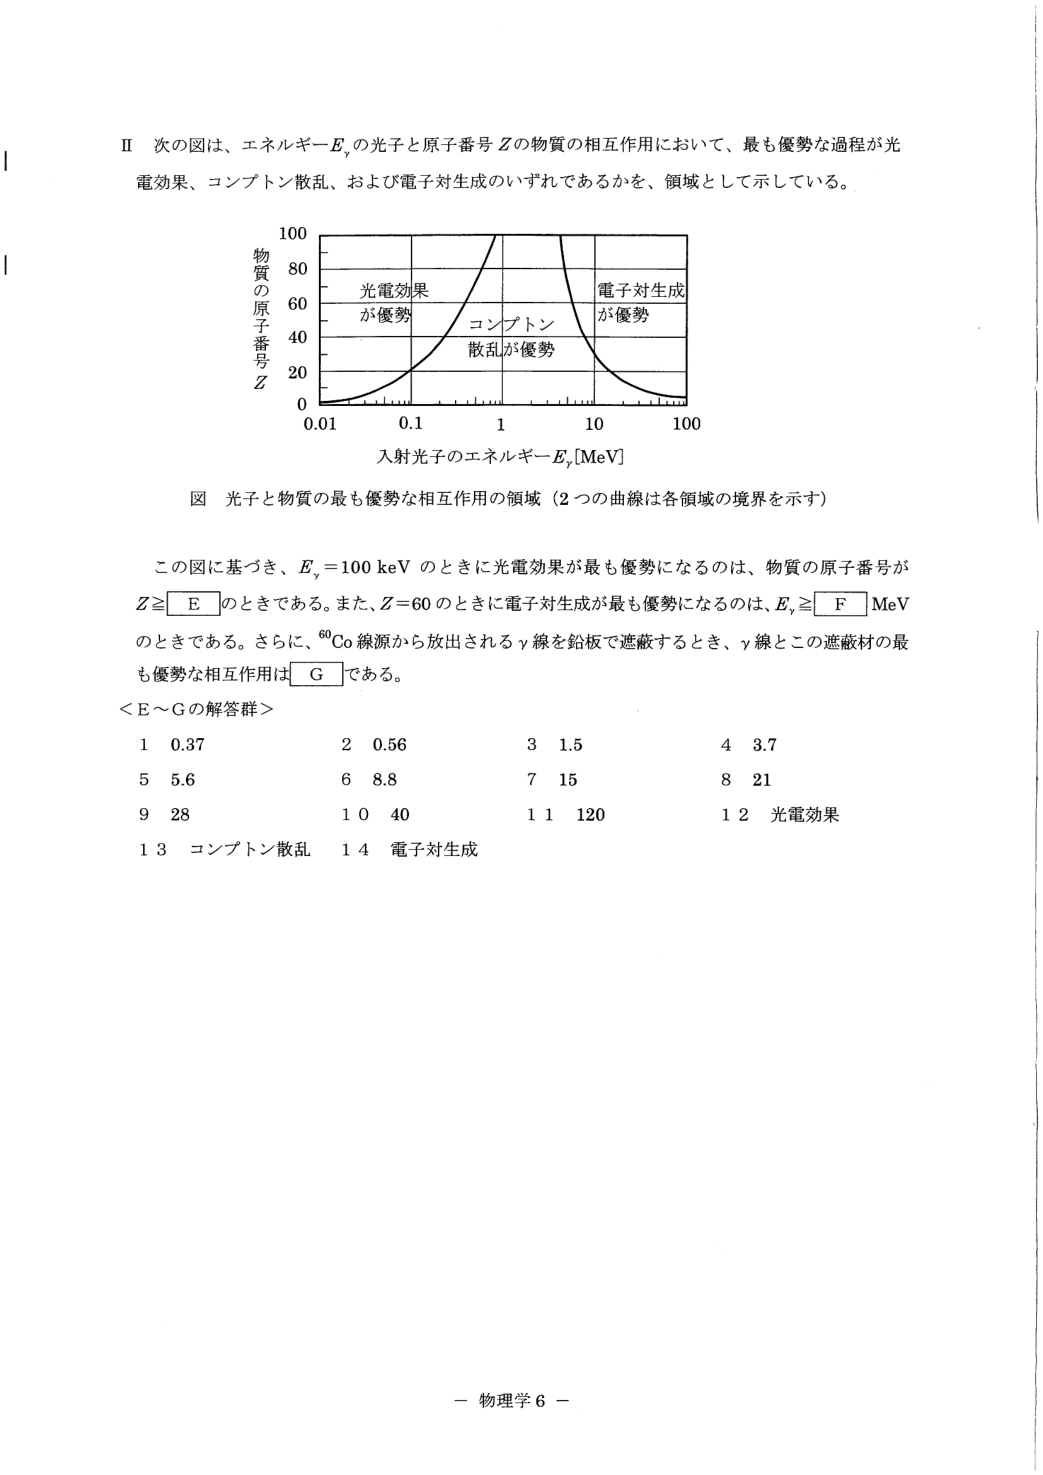 Ⅱ　次の図は、エネルギーEγの光子と原子番号Zの物質の相互作用において、最も優勢な過程が光
電効果、コンプトン散乱、および電子対生成のいずれであるかを、領域として示している。
物質の原子番号Z
100
80
60
40
20
0
光電効果
が優勢
コンプトン
散乱が優勢
電子対生成
が優勢
0.01　0.1　1　10　100
入射光子のエネルギーEγ[MeV]
図　光子と物質の最も優勢な相互作用の領域（2つの曲線は各領域の境界を示す）
この図に基づき、Eγ＝100 keV のときに光電効果が最も優勢になるのは、物質の原子番号が
Z≧ E のときである。また、Z＝60 のときに電子対生成が最も優勢になるのは、Eγ≧ F MeV
のときである。さらに、⁶⁰Co 線源から放出されるγ線を鉛板で遮蔽するとき、γ線とこの遮蔽材の最
も優勢な相互作用は G である。
＜E～Gの解答群＞
1　0.37　2　0.56　3　1.5　4　3.7
5　5.6　6　8.8　7　15　8　21
9　28　10　40　11　120　12　光電効果
13　コンプトン散乱　14　電子対生成
－ 物理学 6 －